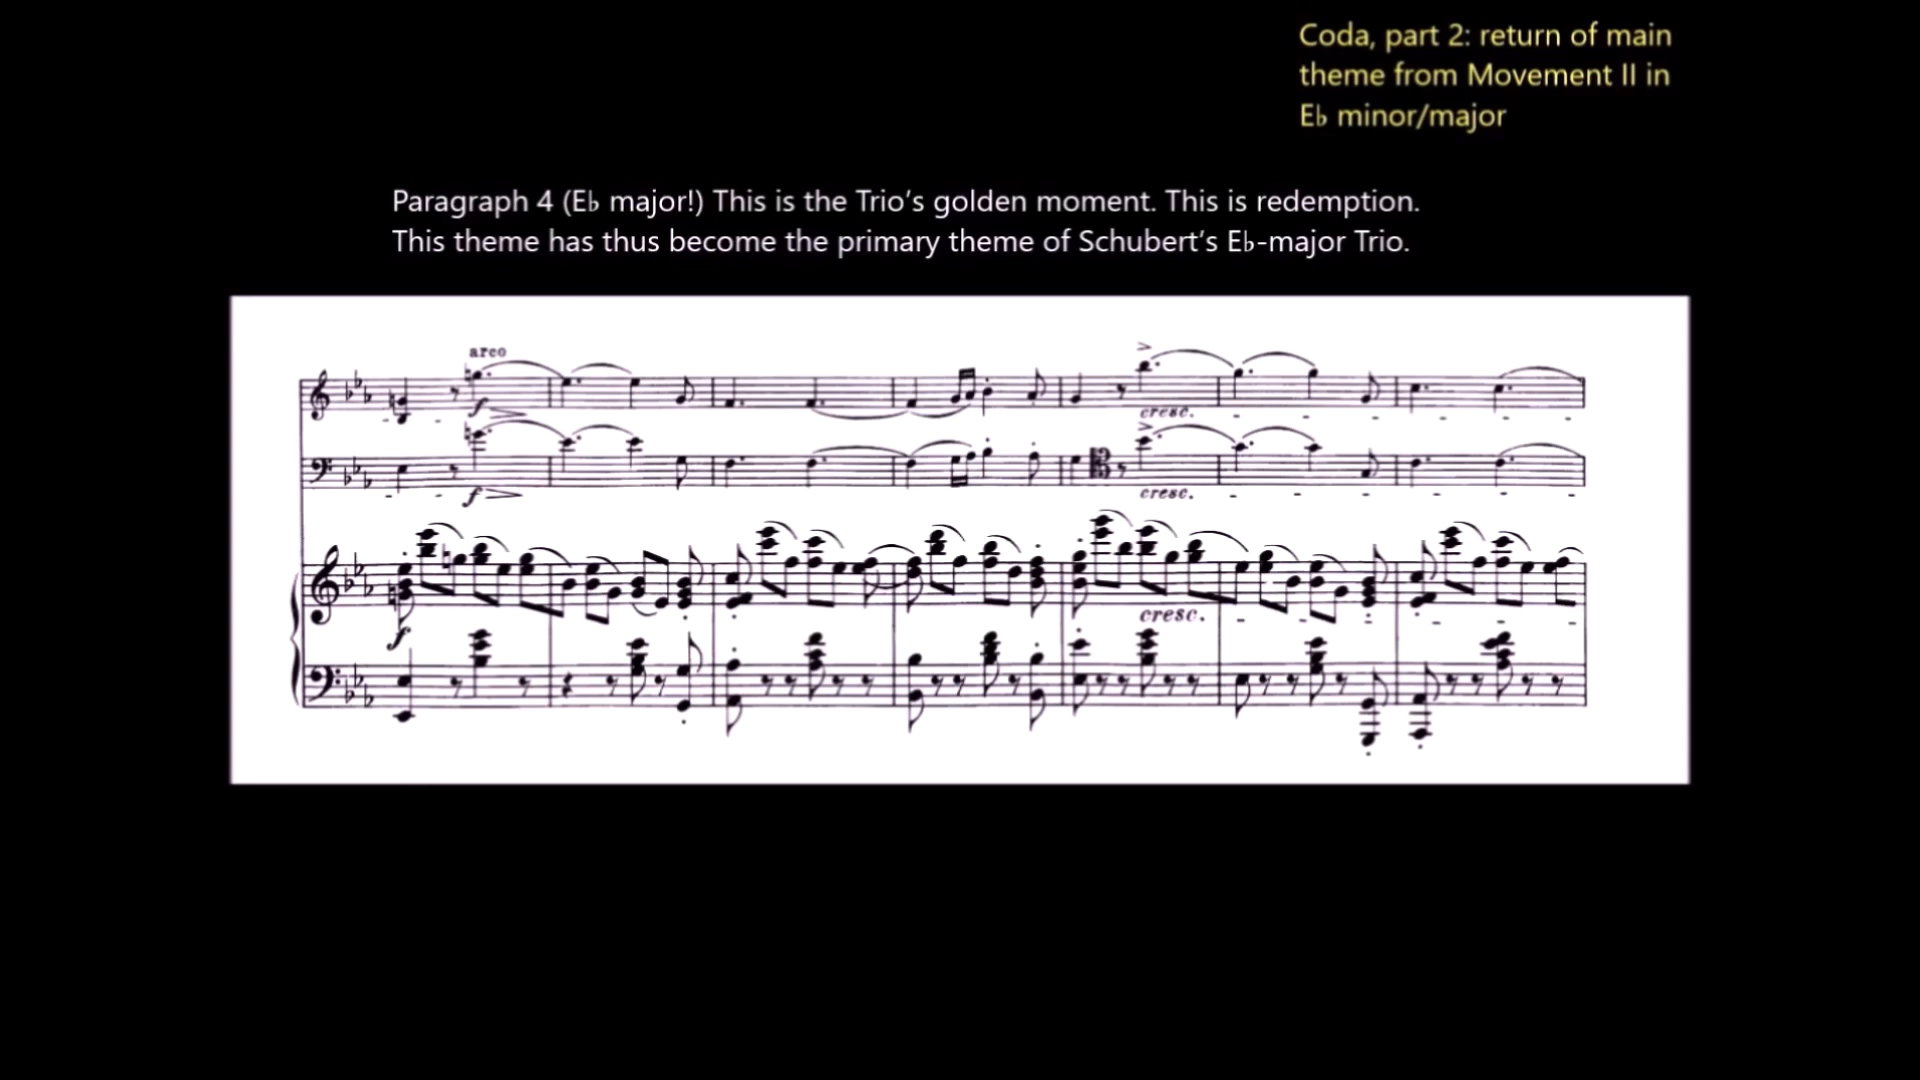 Coda, part 2: return of main
theme from Movement II in
E♭ minor/major
Paragraph 4 (E♭ major!) This is the Trio’s golden moment. This is redemption.
This theme has thus become the primary theme of Schubert’s E♭-major Trio.
arco
f
cresc.
f
cresc.
f
cresc.